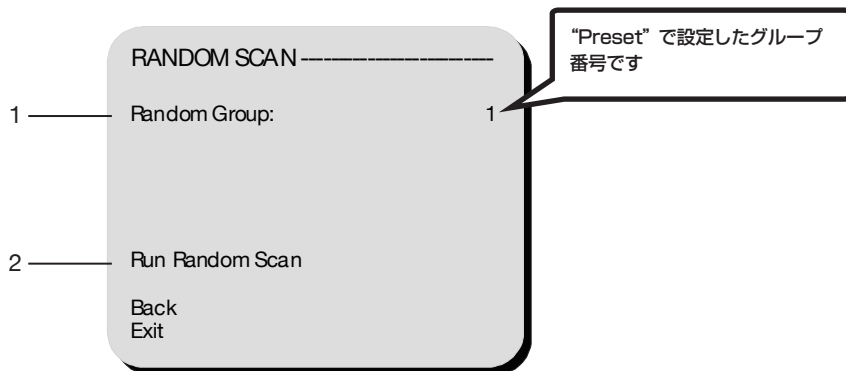 RANDOM SCAN -------------------------
“Preset” で設定したグループ
番号です
1 Random Group: 1
2 Run Random Scan
Back
Exit